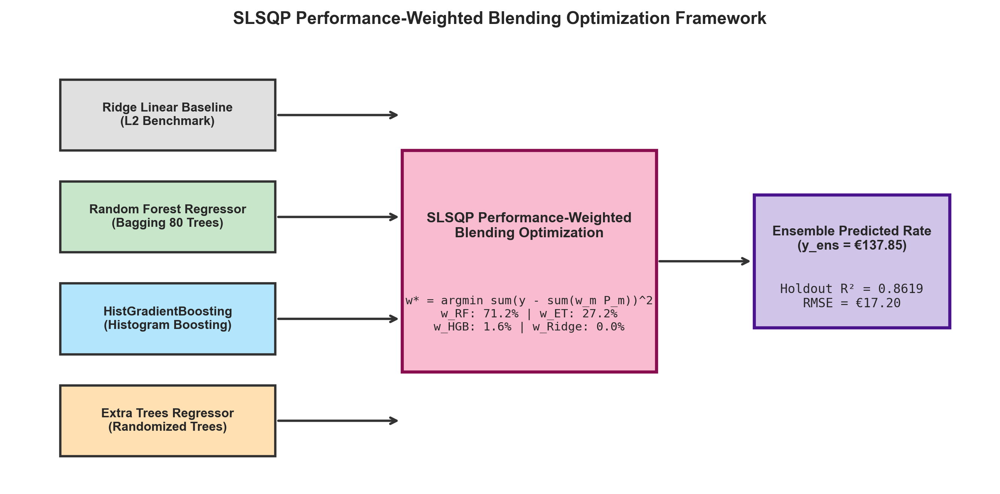 SLSQP Performance-Weighted Blending Optimization Framework
Ridge Linear Baseline
(L2 Benchmark)
Random Forest Regressor
(Bagging 80 Trees)
HistGradientBoosting
(Histogram Boosting)
Extra Trees Regressor
(Randomized Trees)
SLSQP Performance-Weighted
Blending Optimization
w* = argmin sum(y - sum(w_m P_m))^2
w_RF: 71.2% | w_ET: 27.2%
w_HGB: 1.6% | w_Ridge: 0.0%
Ensemble Predicted Rate
(y_ens = €137.85)
Holdout R² = 0.8619
RMSE = €17.20